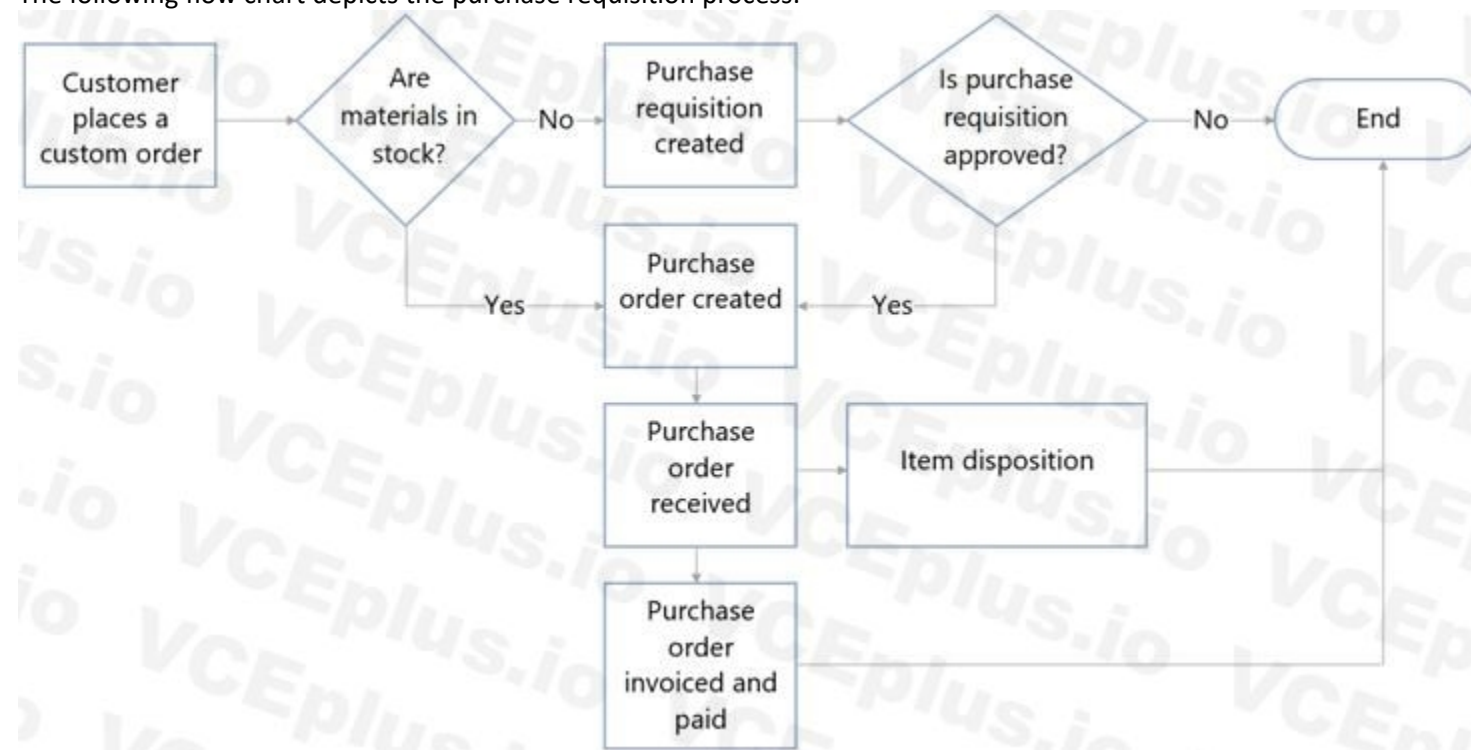 The following flow chart depicts the purchase requisition process.
Customer
places a
custom order
Are
materials in
stock?
No
Purchase
requisition
created
Is purchase
requisition
approved?
No
End
Yes
Purchase
order created
Yes
Purchase
order
received
Item disposition
Purchase
order
invoiced and
paid
VCEplus.io